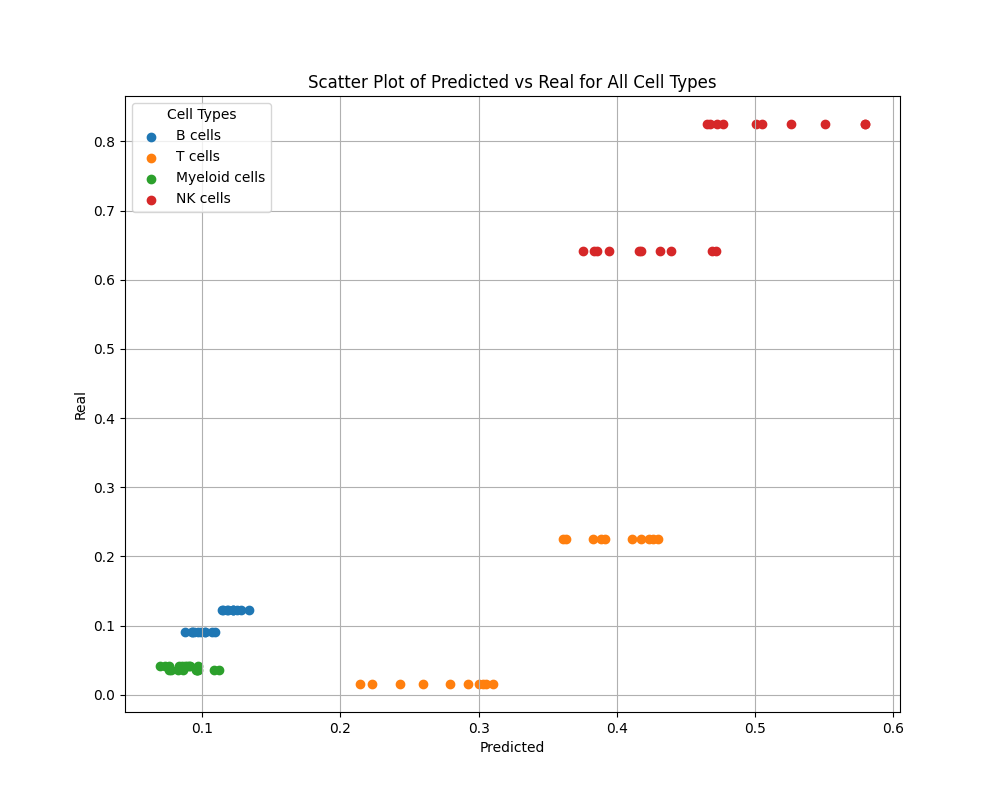 Scatter Plot of Predicted vs Real for All Cell Types
Cell Types
B cells
T cells
Myeloid cells
NK cells
Real
0.8
0.7
0.6
0.5
0.4
0.3
0.2
0.1
0.0
0.1 0.2 0.3 0.4 0.5 0.6
Predicted